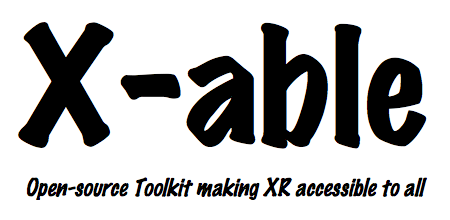 X-able
Open-source Toolkit making XR accessible to all